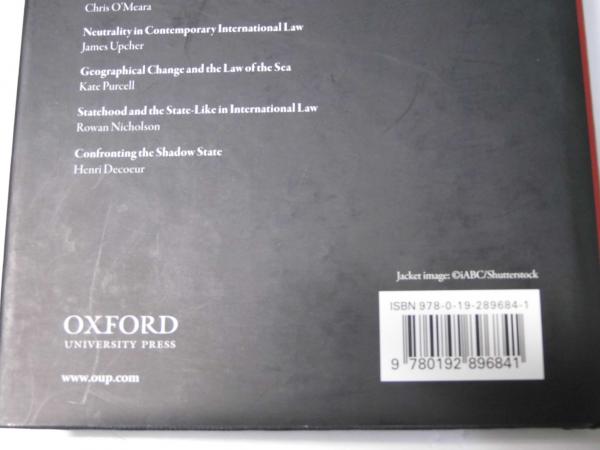 Chris O'Meara
Neutrality in Contemporary International Law
James Upcher
Geographical Change and the Law of the Sea
Kate Purcell
Statehood and the State-Like in International Law
Rowan Nicholson
Confronting the Shadow State
Henri Decoeur
Jacket image: ©iABC/Shutterstock
ISBN 978-0-19-289684-1
9 780192 896841
OXFORD
UNIVERSITY PRESS
www.oup.com